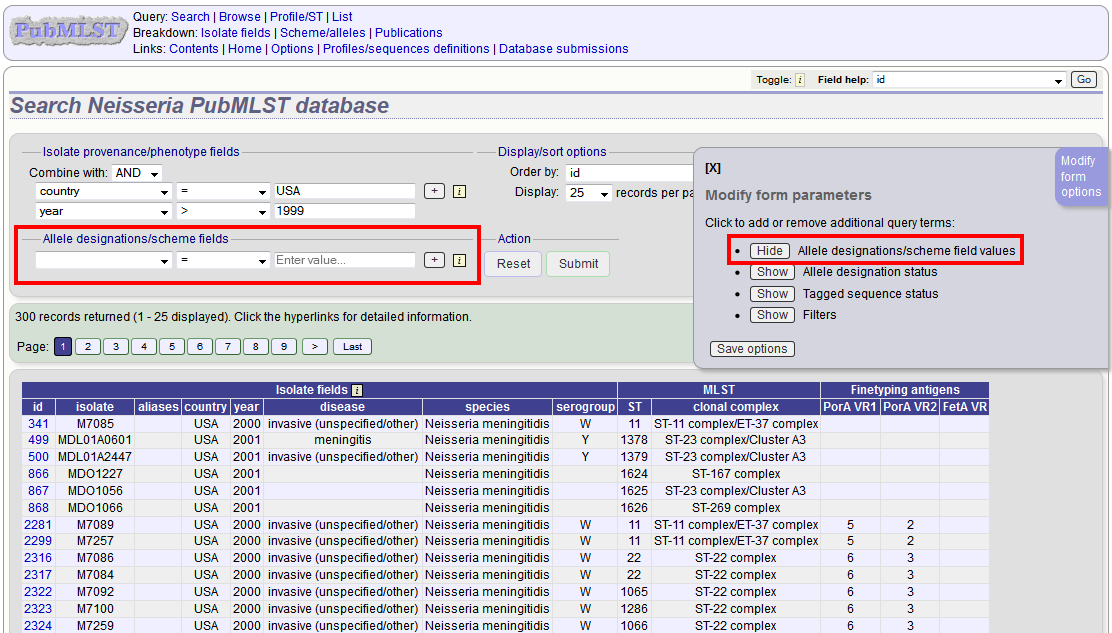 PubMLST
Query: Search | Browse | Profile/ST | List
Breakdown: Isolate fields | Scheme/alleles | Publications
Links: Contents | Home | Options | Profiles/sequences definitions | Database submissions
Toggle: i Field help: id Go
Search Neisseria PubMLST database
Isolate provenance/phenotype fields
Combine with: AND
country = USA + i
year > 1999
Allele designations/scheme fields
= Enter value... + i
Display/sort options
Order by: id
Display: 25 records per pa
Action
Reset Submit
[X]
Modify form parameters
Click to add or remove additional query terms:
• Hide Allele designations/scheme field values
• Show Allele designation status
• Show Tagged sequence status
• Show Filters
Save options
Modify
form
options
300 records returned (1 - 25 displayed). Click the hyperlinks for detailed information.
Page: 1 2 3 4 5 6 7 8 9 > Last
Isolate fields i MLST Finetyping antigens
id isolate aliases country year disease species serogroup ST clonal complex PorA VR1 PorA VR2 FetA VR
341 M7085 USA 2000 invasive (unspecified/other) Neisseria meningitidis W 11 ST-11 complex/ET-37 complex
499 MDL01A0601 USA 2001 meningitis Neisseria meningitidis Y 1378 ST-23 complex/Cluster A3
500 MDL01A2447 USA 2001 invasive (unspecified/other) Neisseria meningitidis Y 1379 ST-23 complex/Cluster A3
866 MDO1227 USA 2001 Neisseria meningitidis 1624 ST-167 complex
867 MDO1056 USA 2001 Neisseria meningitidis 1625 ST-23 complex/Cluster A3
868 MDO1066 USA 2001 Neisseria meningitidis 1626 ST-269 complex
2281 M7089 USA 2000 invasive (unspecified/other) Neisseria meningitidis W 11 ST-11 complex/ET-37 complex 5 2
2299 M7257 USA 2000 invasive (unspecified/other) Neisseria meningitidis W 11 ST-11 complex/ET-37 complex 5 2
2316 M7086 USA 2000 invasive (unspecified/other) Neisseria meningitidis W 22 ST-22 complex 6 3
2317 M7084 USA 2000 invasive (unspecified/other) Neisseria meningitidis W 22 ST-22 complex 6 3
2322 M7092 USA 2000 invasive (unspecified/other) Neisseria meningitidis W 1065 ST-22 complex 6 3
2323 M7100 USA 2000 invasive (unspecified/other) Neisseria meningitidis W 1286 ST-22 complex 6 3
2324 M7259 USA 2000 invasive (unspecified/other) Neisseria meningitidis W 1066 ST-22 complex 6 3